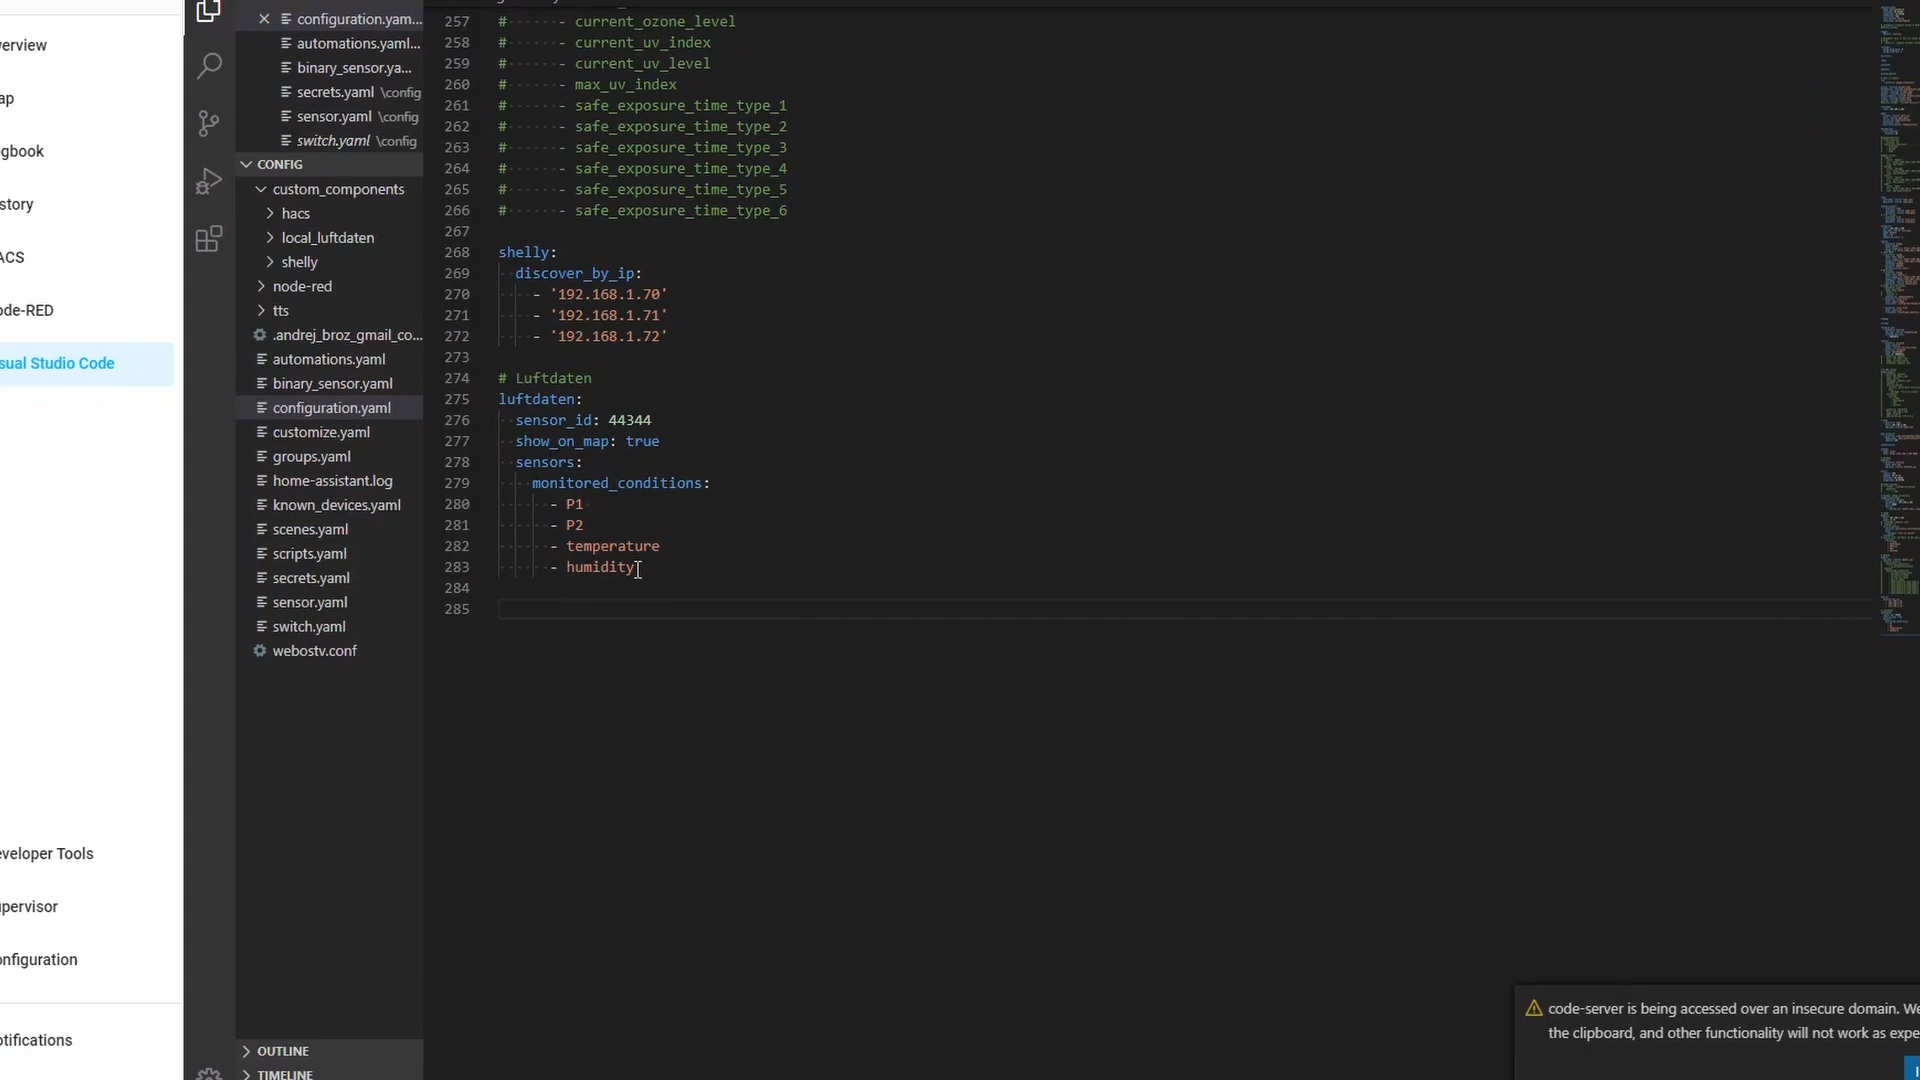 verview
ap
ogbook
istory
ACS
ode-RED
sual Studio Code
eveloper Tools
upervisor
onfiguration
otifications
configuration.yam...
automations.yaml...
binary_sensor.ya...
secrets.yaml \config
sensor.yaml \config
switch.yaml \config
CONFIG
custom_components
hacs
local_luftdaten
shelly
node-red
tts
.andrej_broz_gmail_co...
automations.yaml
binary_sensor.yaml
configuration.yaml
customize.yaml
groups.yaml
home-assistant.log
known_devices.yaml
scenes.yaml
scripts.yaml
secrets.yaml
sensor.yaml
switch.yaml
webostv.conf
OUTLINE
TIMELINE
257 # - current_ozone_level
258 # - current_uv_index
259 # - current_uv_level
260 # - max_uv_index
261 # - safe_exposure_time_type_1
262 # - safe_exposure_time_type_2
263 # - safe_exposure_time_type_3
264 # - safe_exposure_time_type_4
265 # - safe_exposure_time_type_5
266 # - safe_exposure_time_type_6
267
268 shelly:
269 discover_by_ip:
270 - '192.168.1.70'
271 - '192.168.1.71'
272 - '192.168.1.72'
273
274 # Luftdaten
275 luftdaten:
276 sensor_id: 44344
277 show_on_map: true
278 sensors:
279 monitored_conditions:
280 - P1
281 - P2
282 - temperature
283 - humidity
284
285
code-server is being accessed over an insecure domain. We
the clipboard, and other functionality will not work as expe